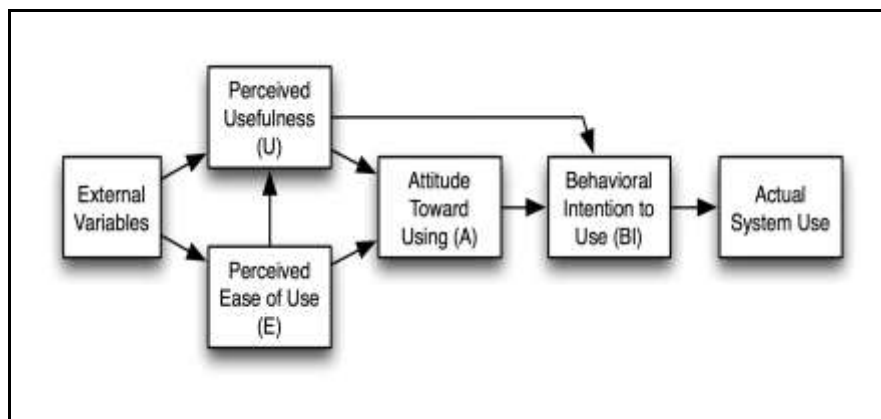 External
Variables
Perceived
Usefulness
(U)
Perceived
Ease of Use
(E)
Attitude
Toward
Using (A)
Behavioral
Intention to
Use (BI)
Actual
System Use